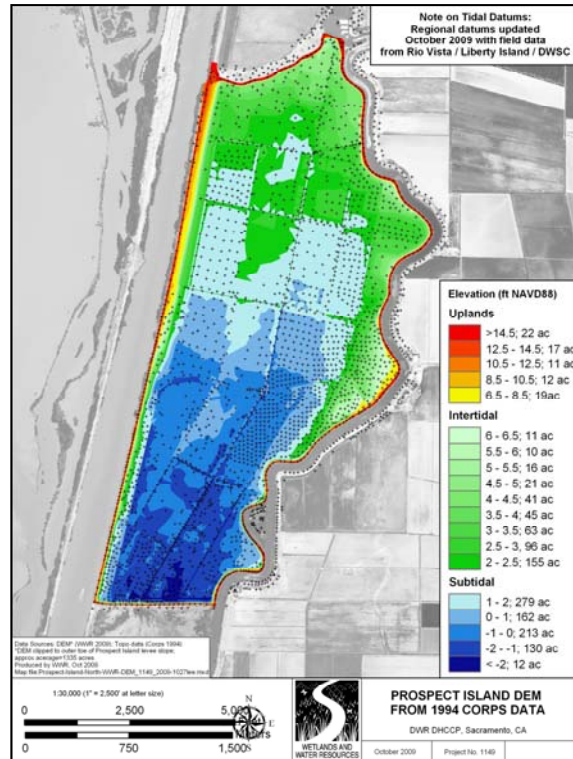 Note on Tidal Datums:
Regional datums updated
October 2009 with field data
from Rio Vista / Liberty Island / DWSC
Elevation (ft NAVD88)
Uplands
>14.5; 22 ac
12.5 - 14.5; 17 ac
10.5 - 12.5; 11 ac
8.5 - 10.5; 12 ac
6.5 - 8.5; 19ac
Intertidal
6 - 6.5; 11 ac
5.5 - 6; 10 ac
5 - 5.5; 16 ac
4.5 - 5; 21 ac
4 - 4.5; 41 ac
3.5 - 4; 45 ac
3 - 3.5; 63 ac
2.5 - 3, 96 ac
2 - 2.5; 155 ac
Subtidal
1 - 2; 279 ac
0 - 1; 162 ac
-1 - 0; 213 ac
-2 - -1; 130 ac
< -2; 12 ac
Data Sources: DEM* (WWR 2009); Topo data (Corps 1994)
*DEM clipped to outer toe of Prospect Island levee slope;
approx acerage=1335 acres
Produced by WWR, Oct 2009
Map file: Prospect-Island-North-WWR-DEM_1149_2009-1027
1:30,000 (1" = 2,500' at letter size)
0 2,500 5,000
N
0 750 1,500
WETLANDS AND
WATER RESOURCES
PROSPECT ISLAND DEM
FROM 1994 CORPS DATA
DWR DHCCP, Sacramento, CA
October 2009
Project No. 1149